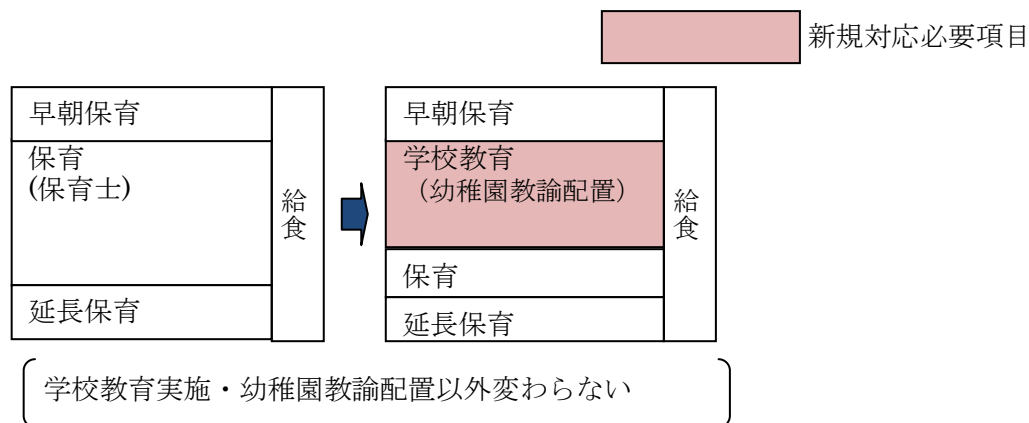 新規対応必要項目
早朝保育
保育
(保育士)
延長保育
給食
早朝保育
学校教育
（幼稚園教諭配置）
保育
延長保育
給食
学校教育実施・幼稚園教諭配置以外変わらない